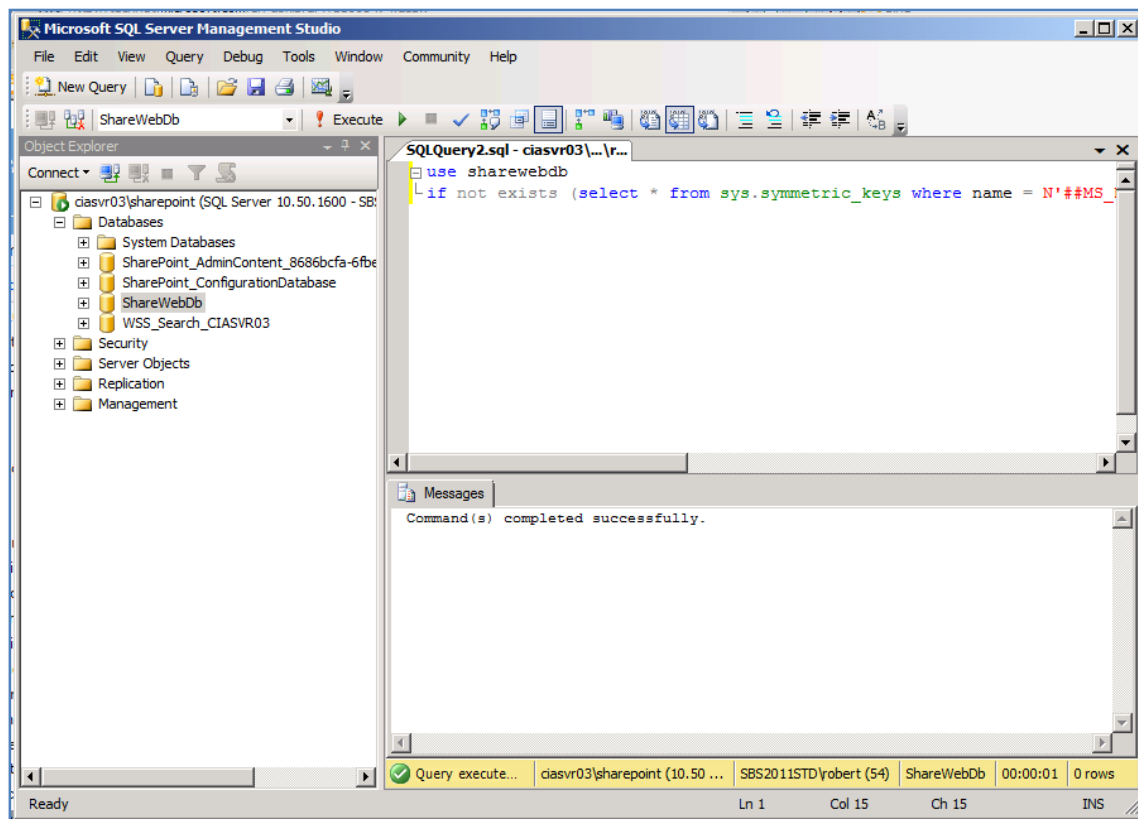 Microsoft SQL Server Management Studio
File Edit View Query Debug Tools Window Community Help
New Query
ShareWebDb Execute
Object Explorer
Connect
ciasvr03\sharepoint (SQL Server 10.50.1600 - SBS
Databases
System Databases
SharePoint_AdminContent_8686bcfa-6fbe
SharePoint_ConfigurationDatabase
ShareWebDb
WSS_Search_CIASVR03
Security
Server Objects
Replication
Management
SQLQuery2.sql - ciasvr03\...\r...
use sharewebdb
if not exists (select * from sys.symmetric_keys where name = N'##MS_
Messages
Command(s) completed successfully.
Query execute... ciasvr03\sharepoint (10.50 ... SBS2011STD\robert (54) ShareWebDb 00:00:01 0 rows
Ready Ln 1 Col 15 Ch 15 INS